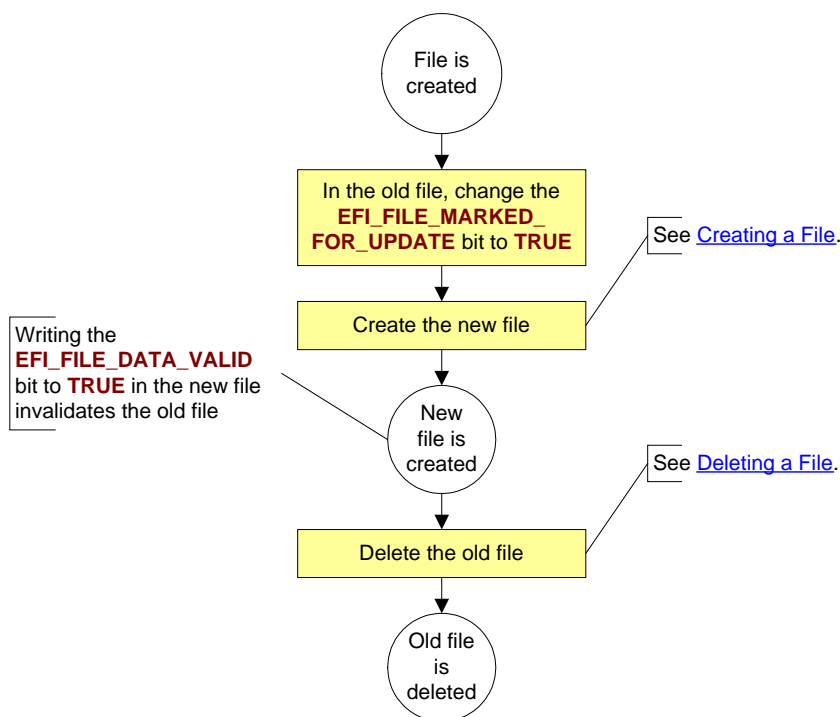 File is
created
In the old file, change the
EFI_FILE_MARKED_
FOR_UPDATE bit to TRUE
See Creating a File.
Create the new file
Writing the
EFI_FILE_DATA_VALID
bit to TRUE in the new file
invalidates the old file
New
file is
created
See Deleting a File.
Delete the old file
Old file
is
deleted